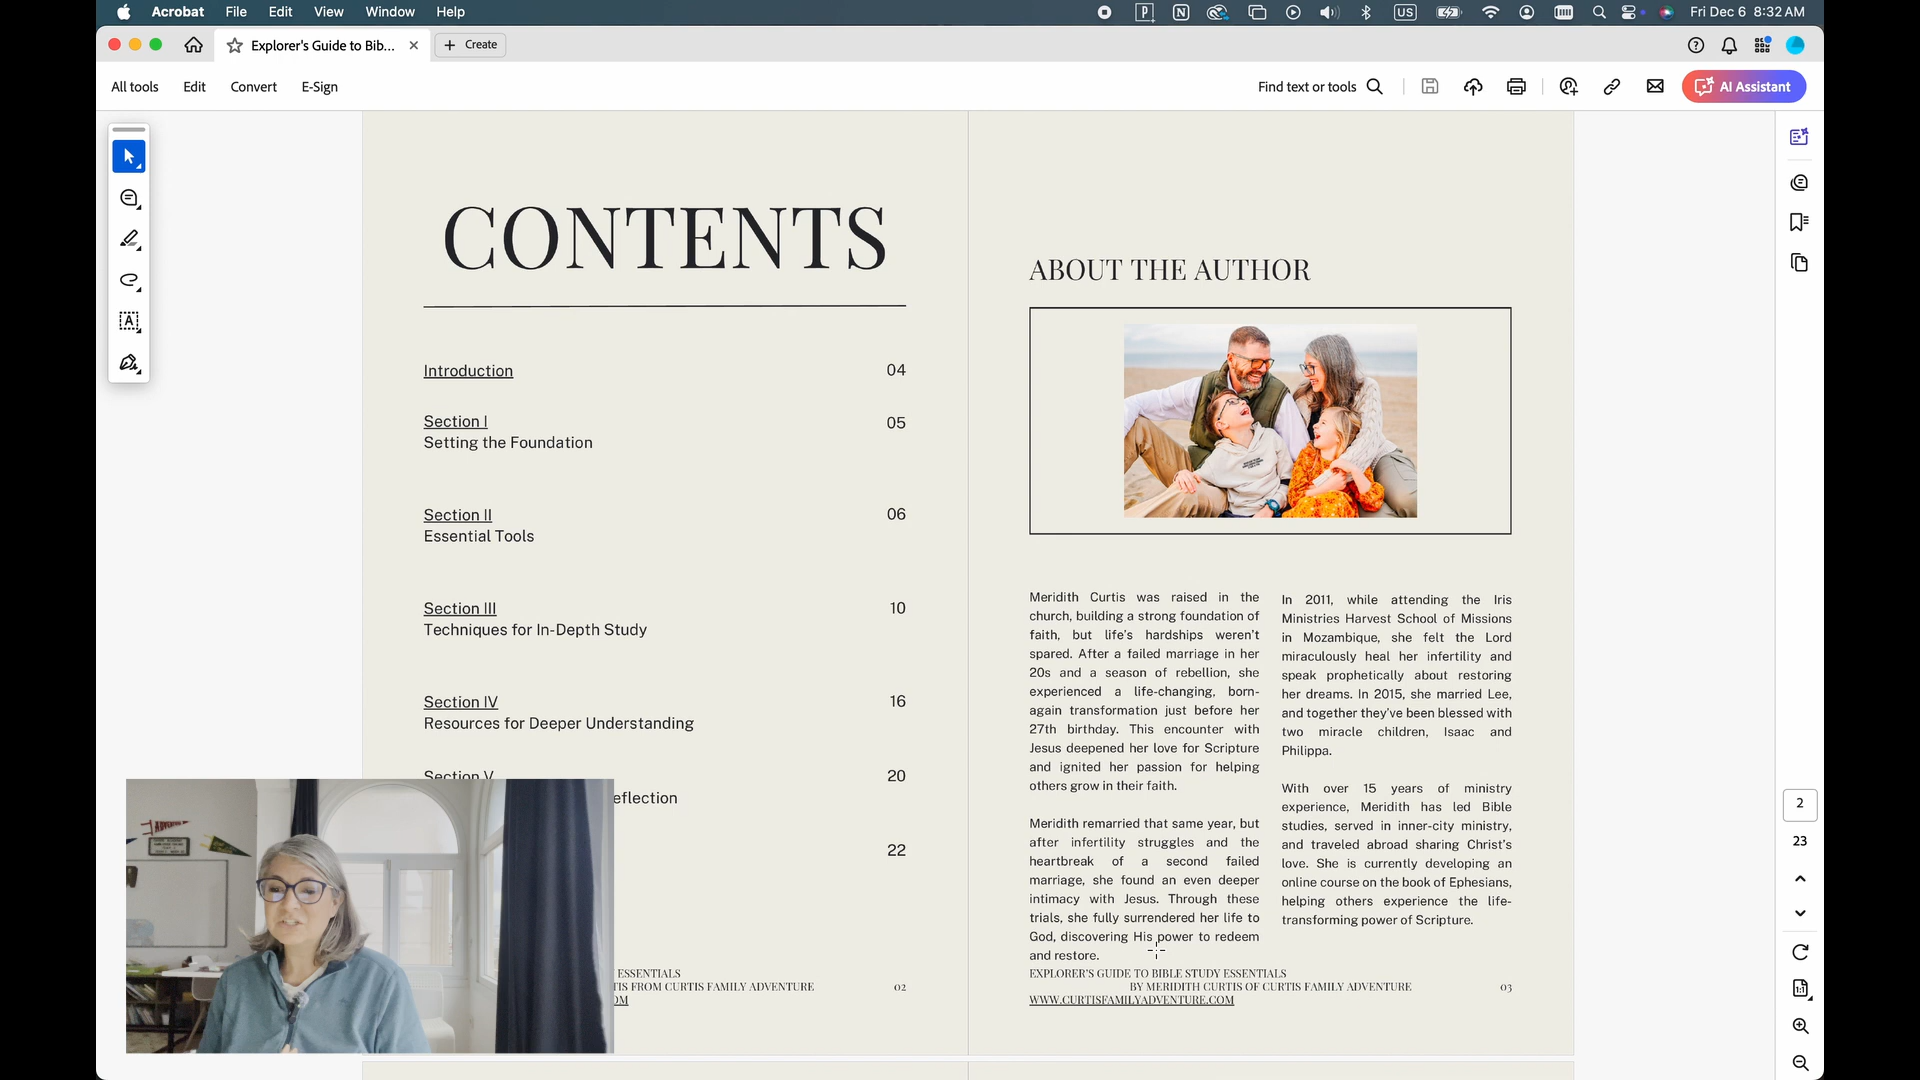 Acrobat File Edit View Window Help
US
Fri Dec 6 8:32 AM
Explorer's Guide to Bib...
Create
All tools Edit Convert E-Sign
Find text or tools
AI Assistant
CONTENTS
Introduction 04
Section I 05
Setting the Foundation
Section II 06
Essential Tools
Section III 10
Techniques for In-Depth Study
Section IV 16
Resources for Deeper Understanding
Section V 20
eflection
22
ESSENTIALS
TIS FROM CURTIS FAMILY ADVENTURE 02
OM
ABOUT THE AUTHOR
Meridith Curtis was raised in the
church, building a strong foundation of
faith, but life's hardships weren't
spared. After a failed marriage in her
20s and a season of rebellion, she
experienced a life-changing, born-
again transformation just before her
27th birthday. This encounter with
Jesus deepened her love for Scripture
and ignited her passion for helping
others grow in their faith.
Meridith remarried that same year, but
after infertility struggles and the
heartbreak of a second failed
marriage, she found an even deeper
intimacy with Jesus. Through these
trials, she fully surrendered her life to
God, discovering His power to redeem
and restore.
In 2011, while attending the Iris
Ministries Harvest School of Missions
in Mozambique, she felt the Lord
miraculously heal her infertility and
speak prophetically about restoring
her dreams. In 2015, she married Lee,
and together they've been blessed with
two miracle children, Isaac and
Philippa.
With over 15 years of ministry
experience, Meridith has led Bible
studies, served in inner-city ministry,
and traveled abroad sharing Christ's
love. She is currently developing an
online course on the book of Ephesians,
helping others experience the life-
transforming power of Scripture.
EXPLORER'S GUIDE TO BIBLE STUDY ESSENTIALS
BY MERIDITH CURTIS OF CURTIS FAMILY ADVENTURE 03
WWW.CURTISFAMILYADVENTURE.COM
2
23